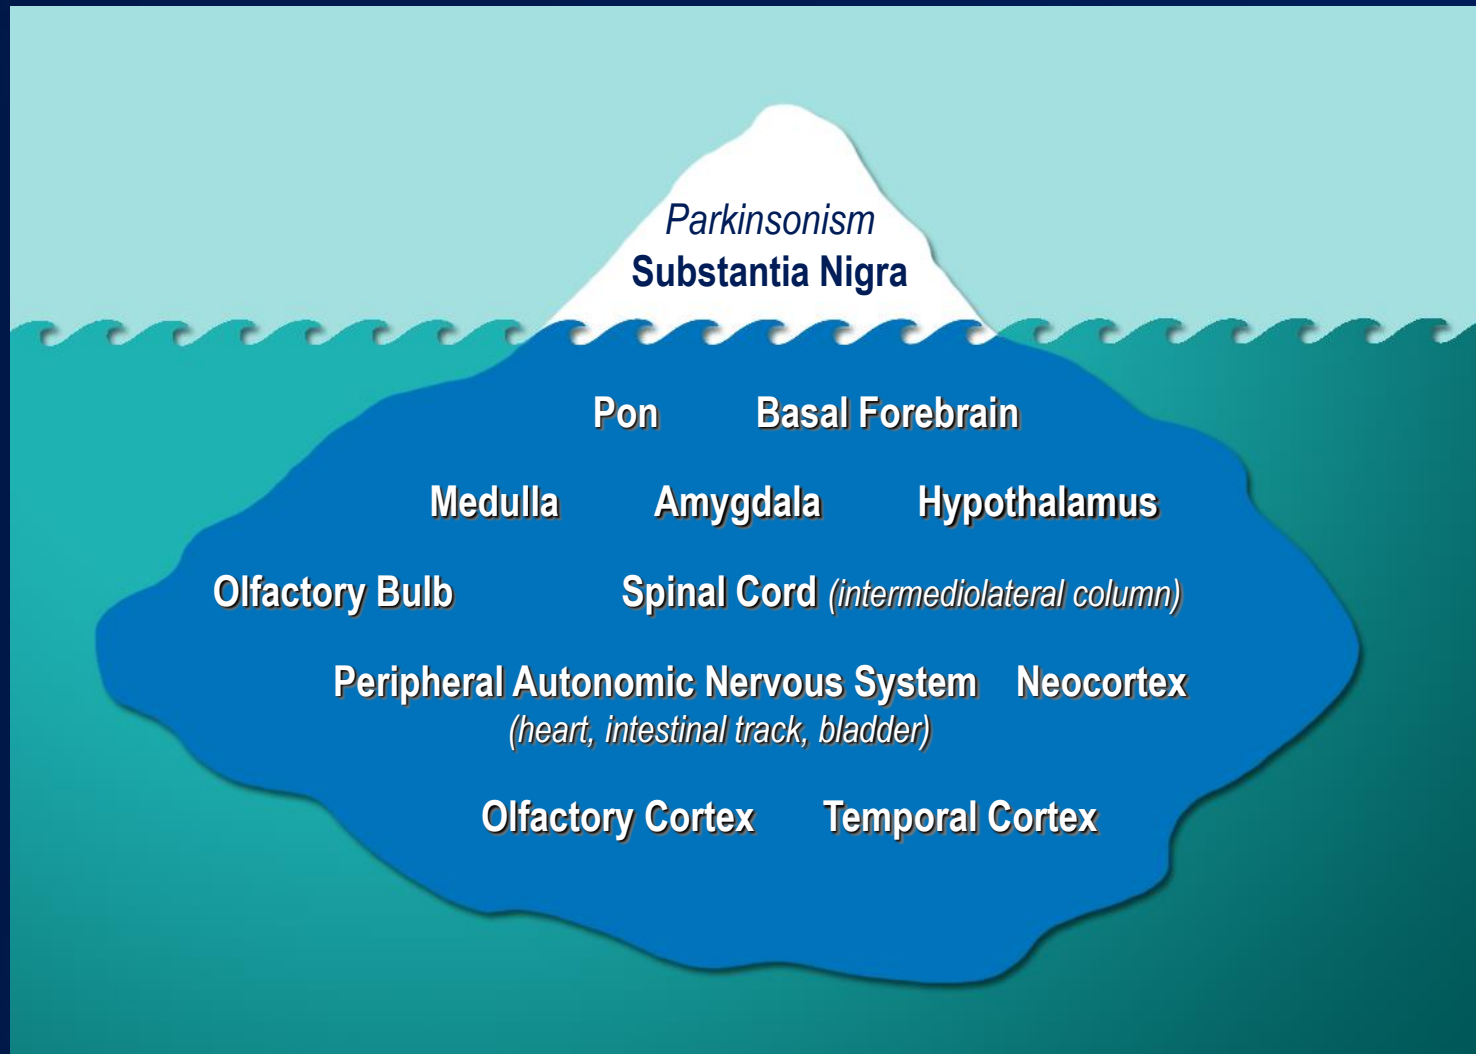 Parkinsonism
Substantia Nigra
Pon Basal Forebrain
Medulla Amygdala Hypothalamus
Olfactory Bulb Spinal Cord (intermediolateral column)
Peripheral Autonomic Nervous System Neocortex
(heart, intestinal track, bladder)
Olfactory Cortex Temporal Cortex